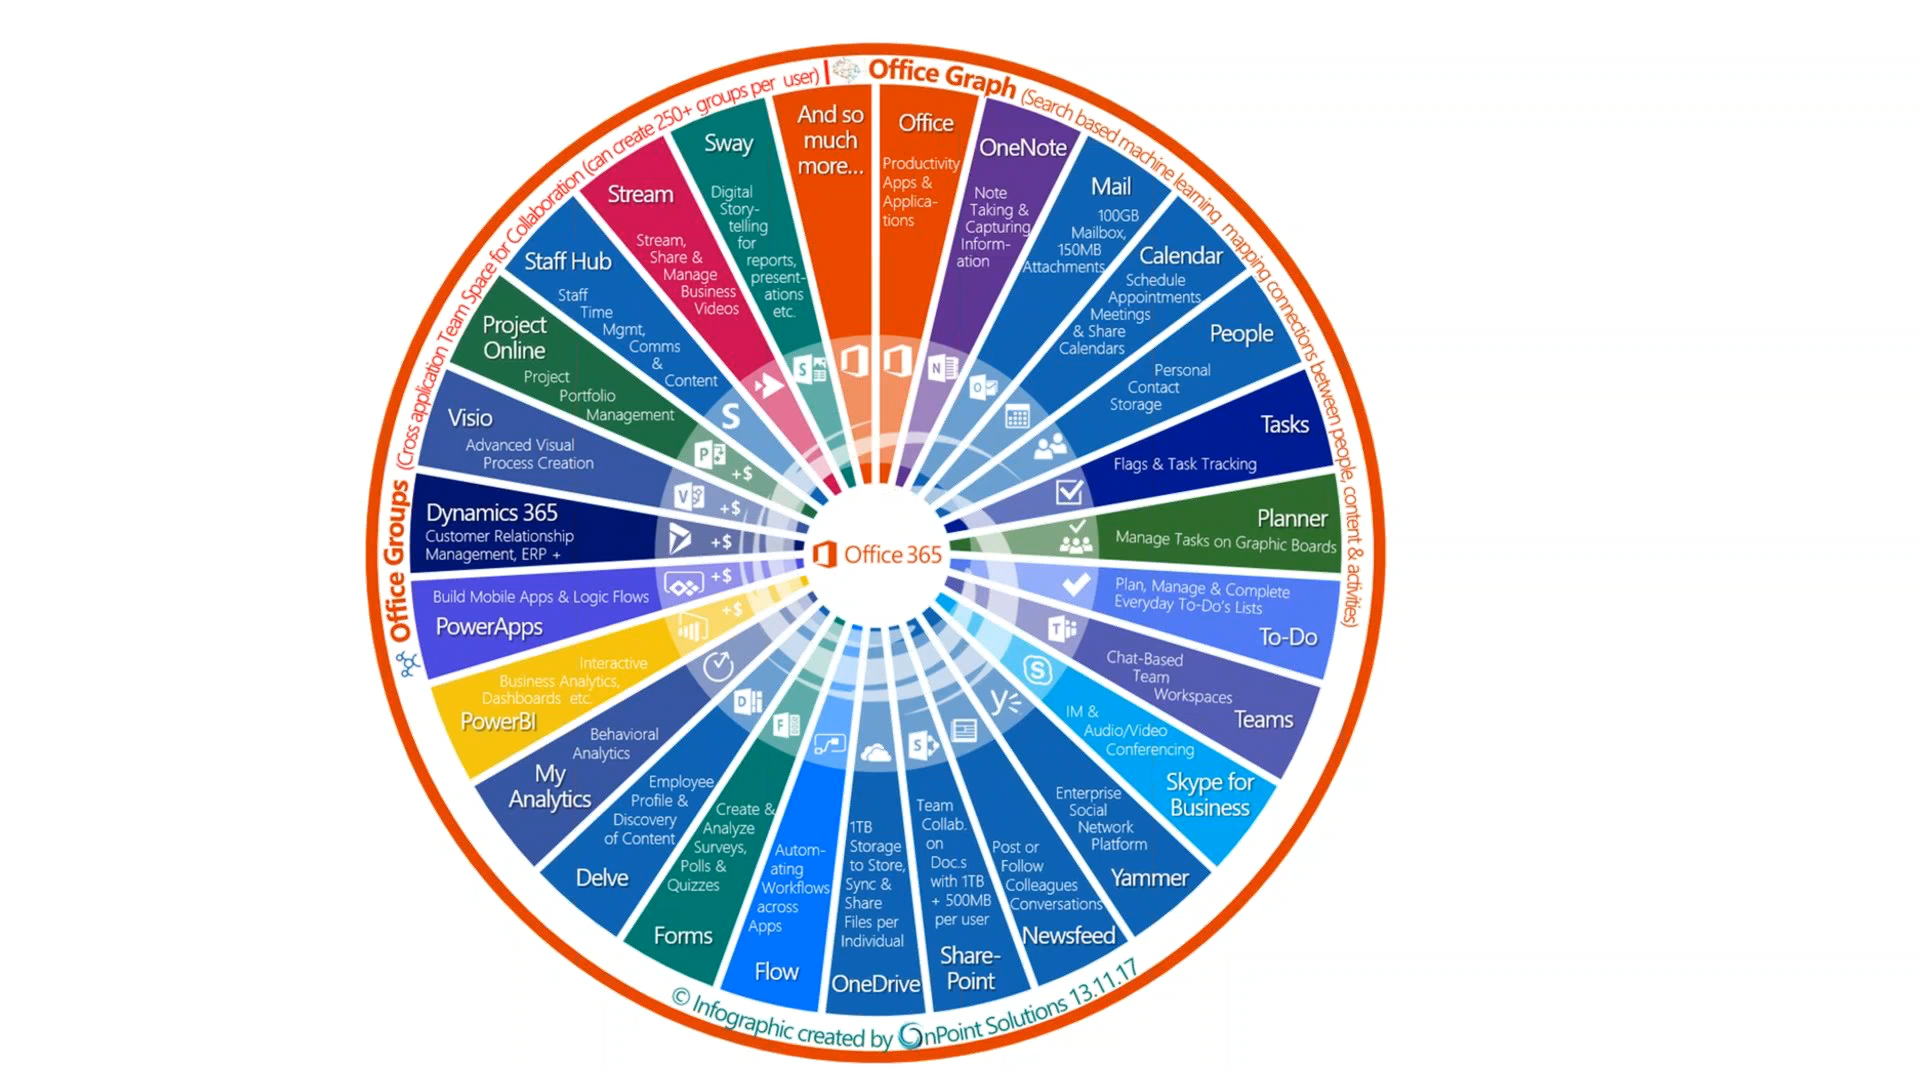 Office Graph (Search based machine learning, mapping connections between people, content & activities)
Office Groups (Cross application Team Space for Collaboration (can create 250+ groups per user)
Office
Productivity
Apps &
Applica-
tions
OneNote
Note
Taking &
Capturing
Inform-
ation
Mail
100GB
Mailbox,
150MB
Attachments
Calendar
Schedule
Appointments
Meetings
& Share
Calendars
People
Personal
Contact
Storage
Tasks
Flags & Task Tracking
Planner
Manage Tasks on Graphic Boards
Plan, Manage & Complete
Everyday To-Do's Lists
To-Do
Chat-Based
Team
Workspaces
Teams
IM &
Audio/Video
Conferencing
Skype for
Business
Enterprise
Social
Network
Platform
Yammer
Post or
Follow
Colleagues
Conversations
Newsfeed
Team
Collab.
on
Doc.s
with 1TB
+ 500MB
per user
Share-
Point
1TB
Storage
to Store,
Sync &
Share
Files per
Individual
OneDrive
Autom-
ating
Workflows
across
Apps
Flow
Create &
Analyze
Surveys,
Polls &
Quizzes
Forms
Employee
Profile &
Discovery
of Content
Delve
Behavioral
Analytics
My
Analytics
Interactive
Business Analytics,
Dashboards etc.
PowerBI
+$
Build Mobile Apps & Logic Flows
PowerApps
+$
Dynamics 365
Customer Relationship
Management, ERP +
+$
Visio
Advanced Visual
Process Creation
+$
Project
Online
Project
Portfolio
Management
+$
Staff Hub
Staff
Time
Mgmt,
Comms
&
Content
Stream
Stream,
Share &
Manage
Business
Videos
Sway
Digital
Story-
telling
for
reports,
present-
ations
etc.
And so
much
more...
Office 365
© Infographic created by OnPoint Solutions 13.11.17